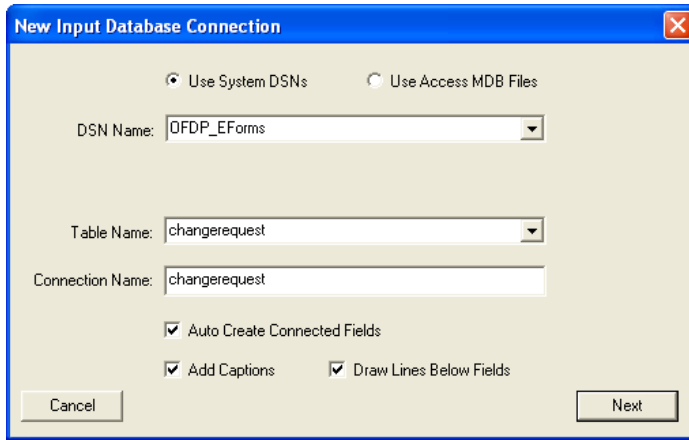 New Input Database Connection
Use System DSNs Use Access MDB Files
DSN Name: OFDP_EForms
Table Name: changerequest
Connection Name: changerequest
Auto Create Connected Fields
Add Captions Draw Lines Below Fields
Cancel Next